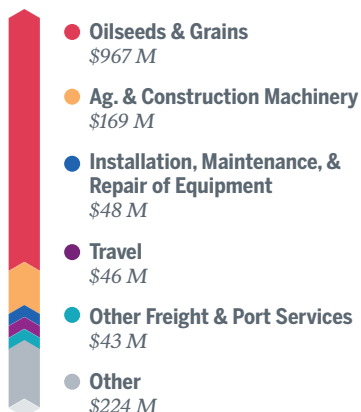 Oilseeds & Grains
$967 M
Ag. & Construction Machinery
$169 M
Installation, Maintenance, &
Repair of Equipment
$48 M
Travel
$46 M
Other Freight & Port Services
$43 M
Other
$224 M